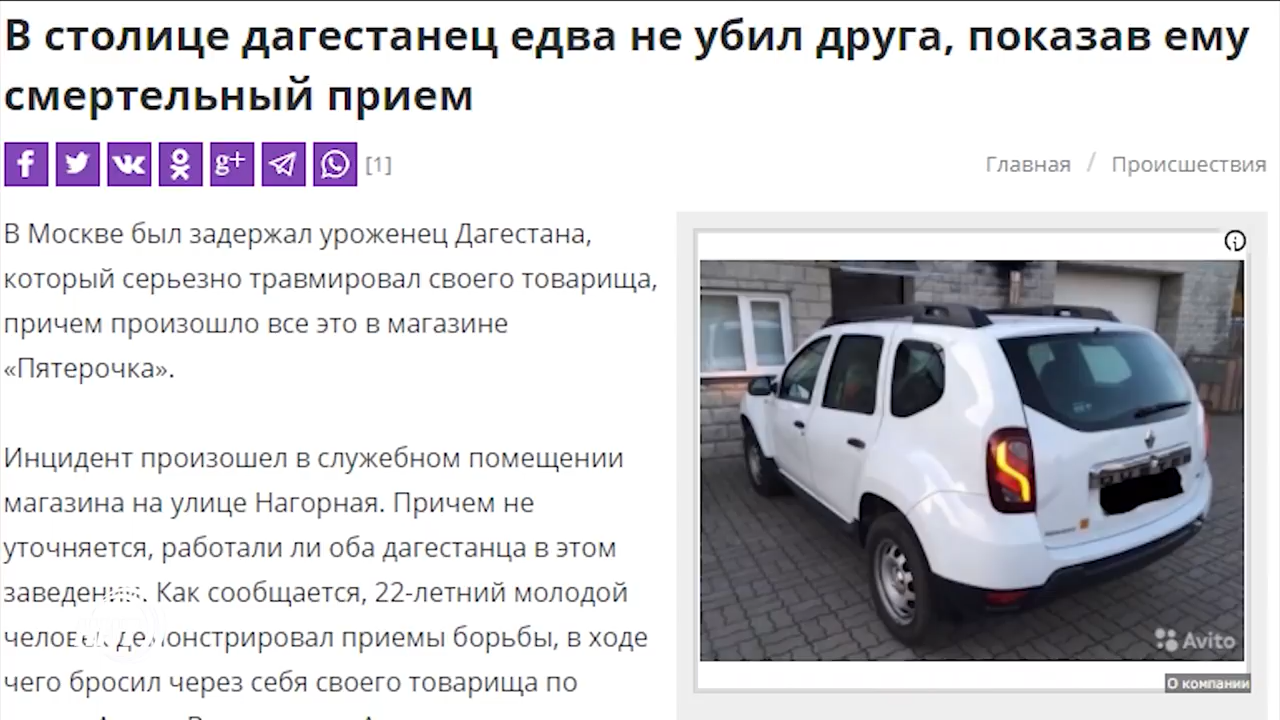 В столице дагестанец едва не убил друга, показав ему
смертельный прием
[1]
Главная / Происшествия
В Москве был задержал уроженец Дагестана,
который серьезно травмировал своего товарища,
причем произошло все это в магазине
«Пятерочка».
Инцидент произошел в служебном помещении
магазина на улице Нагорная. Причем не
уточняется, работали ли оба дагестанца в этом
заведении. Как сообщается, 22-летний молодой
человек демонстрировал приемы борьбы, в ходе
чего бросил через себя своего товарища по
Avito
О компании